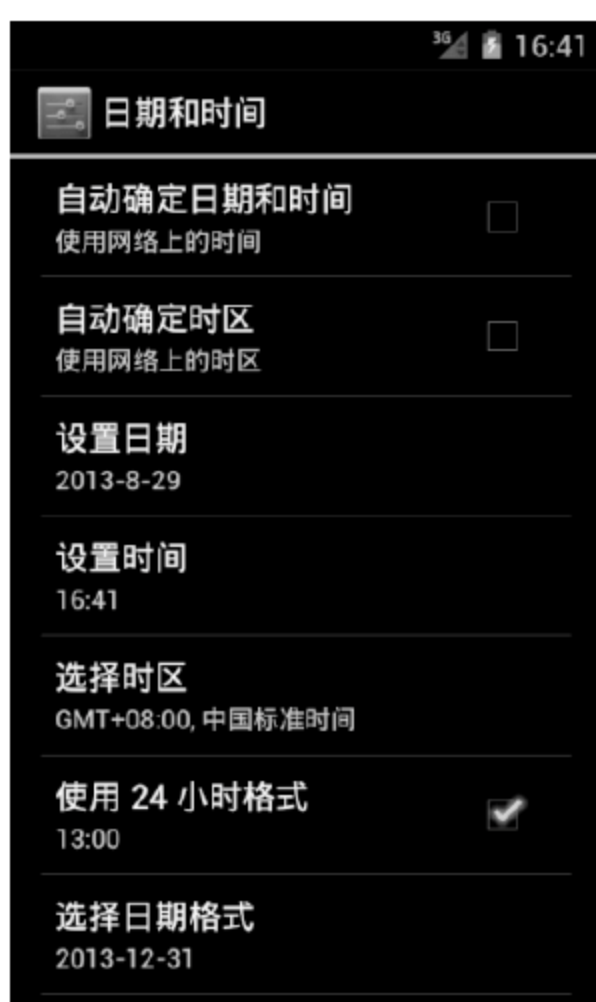 3G 16:41
日期和时间
自动确定日期和时间
使用网络上的时间
自动确定时区
使用网络上的时区
设置日期
2013-8-29
设置时间
16:41
选择时区
GMT+08:00, 中国标准时间
使用 24 小时格式
13:00
选择日期格式
2013-12-31